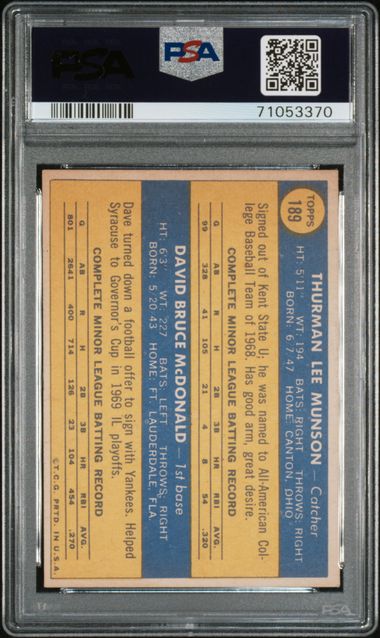 PSA
PSA
71053370
TOPPS
189
THURMAN LEE MUNSON — Catcher
HT: 5'11" WT: 194 BATS: RIGHT THROWS: RIGHT
BORN: 6.7.47 HOME: CANTON, OHIO
Signed out of Kent State U; he was named to All-American Col-
lege Baseball Team of 1968. Has good arm, great desire.
COMPLETE MINOR LEAGUE BATTING RECORD
G AB R H 2B 3B HR RBI AVG.
99 328 41 105 21 4 8 54 .320
DAVID BRUCE McDONALD — 1st base
HT: 6'3" WT: 227 BATS: LEFT THROWS: RIGHT
BORN: 5.20.43 HOME: FT. LAUDERDALE, FLA.
Dave turned down a football offer to sign with Yankees. Helped
Syracuse to Governor's Cup in 1969 IL playoffs.
COMPLETE MINOR LEAGUE BATTING RECORD
G AB R H 2B 3B HR RBI AVG.
801 2641 400 714 126 23 104 454 .270
© T.C.G. PRTD. IN U.S.A.